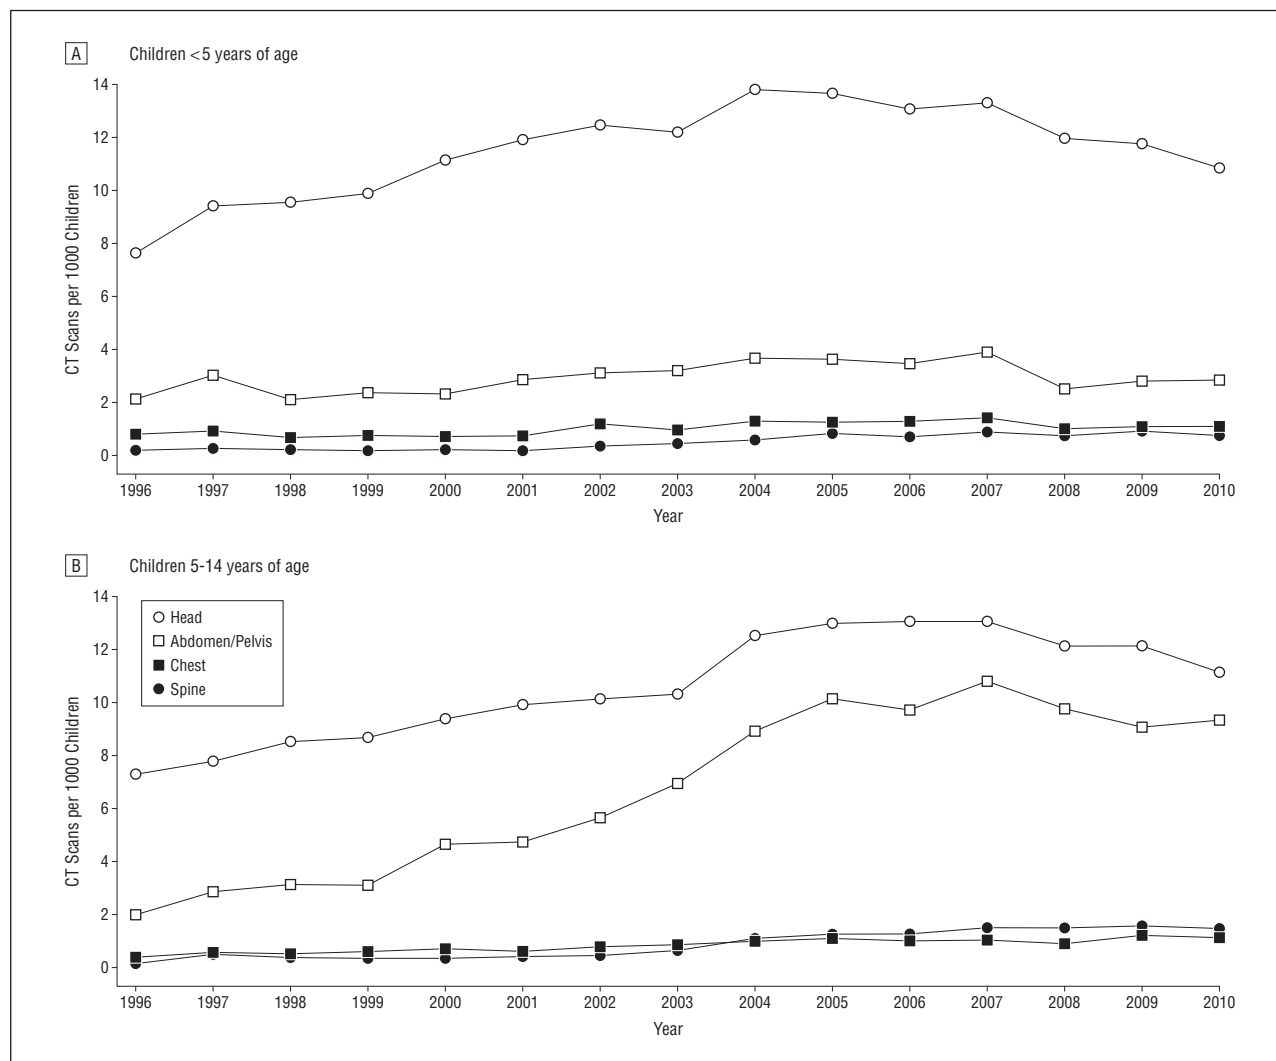 A Children <5 years of age
14
12
10
8
6
4
2
0
CT Scans per 1000 Children
1996 1997 1998 1999 2000 2001 2002 2003 2004 2005 2006 2007 2008 2009 2010
Year
B Children 5-14 years of age
14
12
10
8
6
4
2
0
CT Scans per 1000 Children
Head
Abdomen/Pelvis
Chest
Spine
1996 1997 1998 1999 2000 2001 2002 2003 2004 2005 2006 2007 2008 2009 2010
Year